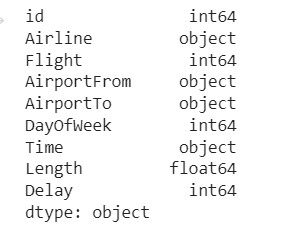 id int64
Airline object
Flight int64
AirportFrom object
AirportTo object
DayOfWeek int64
Time object
Length float64
Delay int64
dtype: object